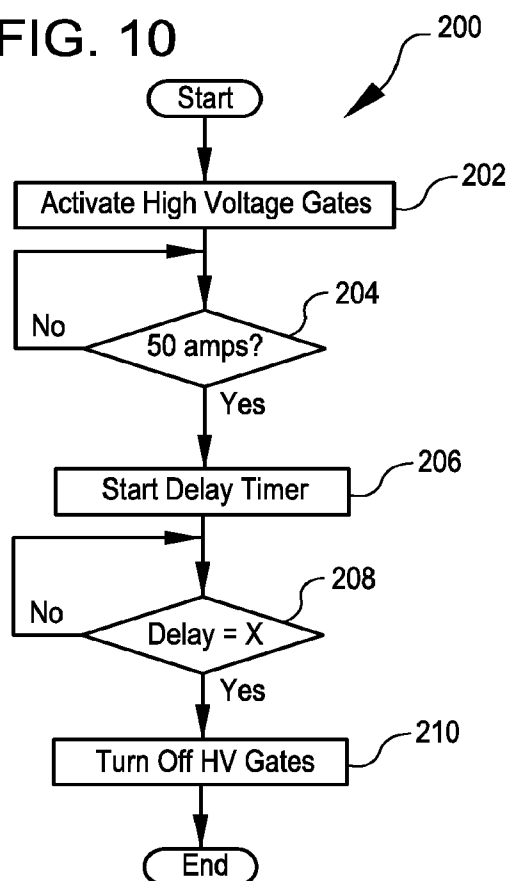 FIG. 10
200
Start
Activate High Voltage Gates
202
204
No
50 amps?
Yes
206
Start Delay Timer
208
No
Delay = X
Yes
210
Turn Off HV Gates
End